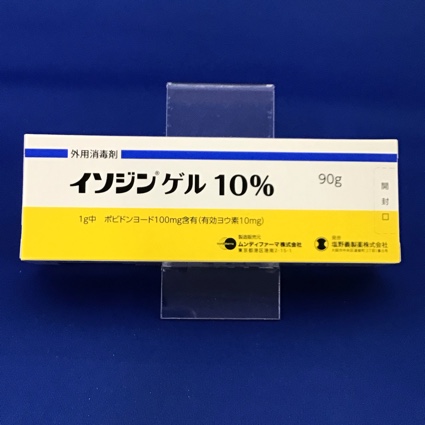 外用消毒剤
イソジン®ゲル 10% 90g
開封口
1g中 ポビドンヨード100mg含有(有効ヨウ素10mg)
製造販売元
ムンディファーマ株式会社
塩野義製薬株式会社